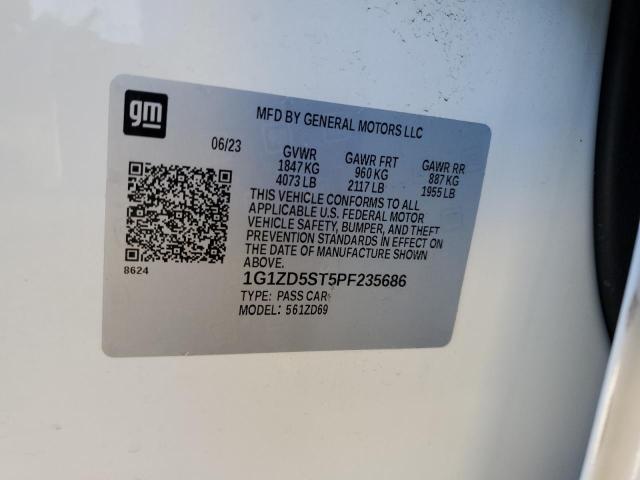 gm
MFD BY GENERAL MOTORS LLC
06/23 GVWR GAWR FRT GAWR RR
1847 KG 960 KG 887 KG
4073 LB 2117 LB 1955 LB
THIS VEHICLE CONFORMS TO ALL
APPLICABLE U.S. FEDERAL MOTOR
VEHICLE SAFETY, BUMPER, AND THEFT
PREVENTION STANDARDS IN EFFECT ON
THE DATE OF MANUFACTURE SHOWN
ABOVE.
8624
1G1ZD5ST5PF235686
TYPE: PASS CAR
MODEL: 561ZD69